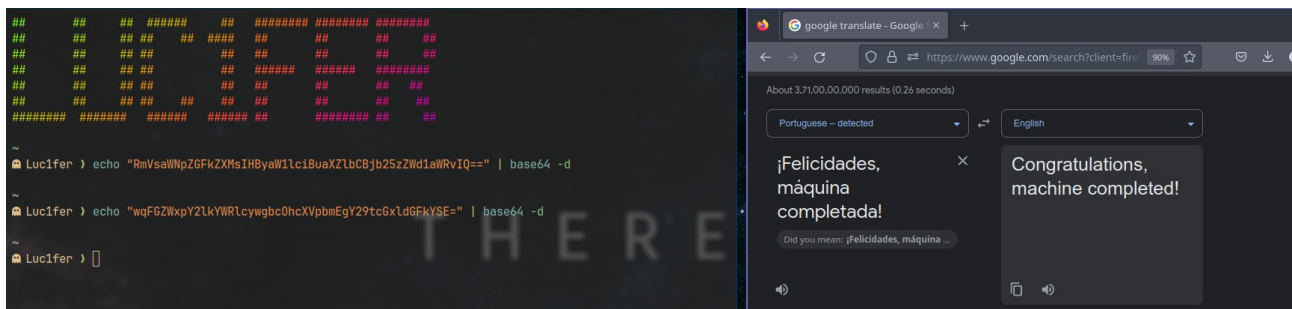 LUC1FER
~
Luc1fer ❯ echo "RmVsaWNpZGFkZXMsIHByaW1lciBuaXZlbCBjb25zZWd1aWRvIQ==" | base64 -d
~
Luc1fer ❯ echo "wqFGZWxpY2lkYWRlcywgbcOhcXVpbmEgY29tcGxldGFkYSE=" | base64 -d
~
Luc1fer ❯
THERE
google translate - Google S
https://www.google.com/search?client=fire 90%
About 3,71,00,00,000 results (0.26 seconds)
Portuguese – detected
English
¡Felicidades,
máquina
completada!
Did you mean: ¡Felicidades, máquina ...
Congratulations,
machine completed!